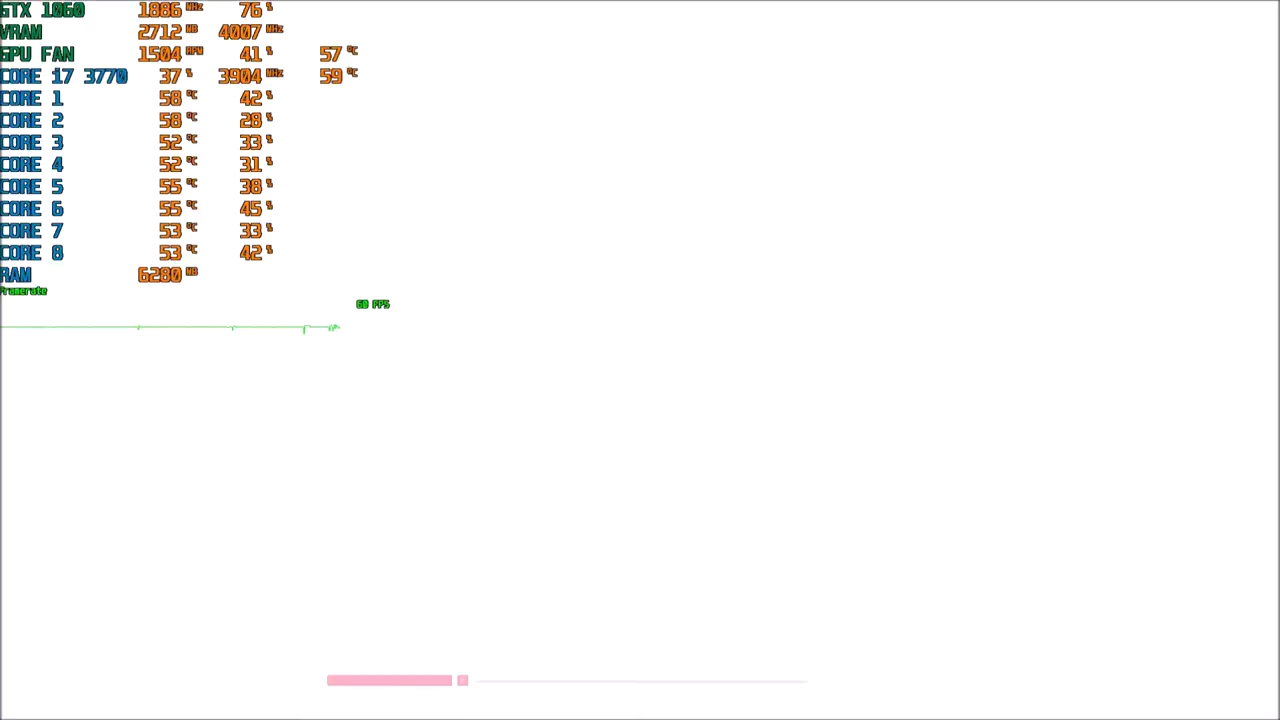 GTX 1060 1886 MHz 76 %
VRAM 2712 MB 4007 MHz
GPU FAN 1504 RPM 41 % 57 °C
CORE i7 3770 37 % 3904 MHz 59 °C
CORE 1 58 °C 42 %
CORE 2 58 °C 28 %
CORE 3 52 °C 33 %
CORE 4 52 °C 31 %
CORE 5 55 °C 38 %
CORE 6 55 °C 45 %
CORE 7 53 °C 33 %
CORE 8 53 °C 42 %
RAM 6280 MB
Framerate
60 FPS